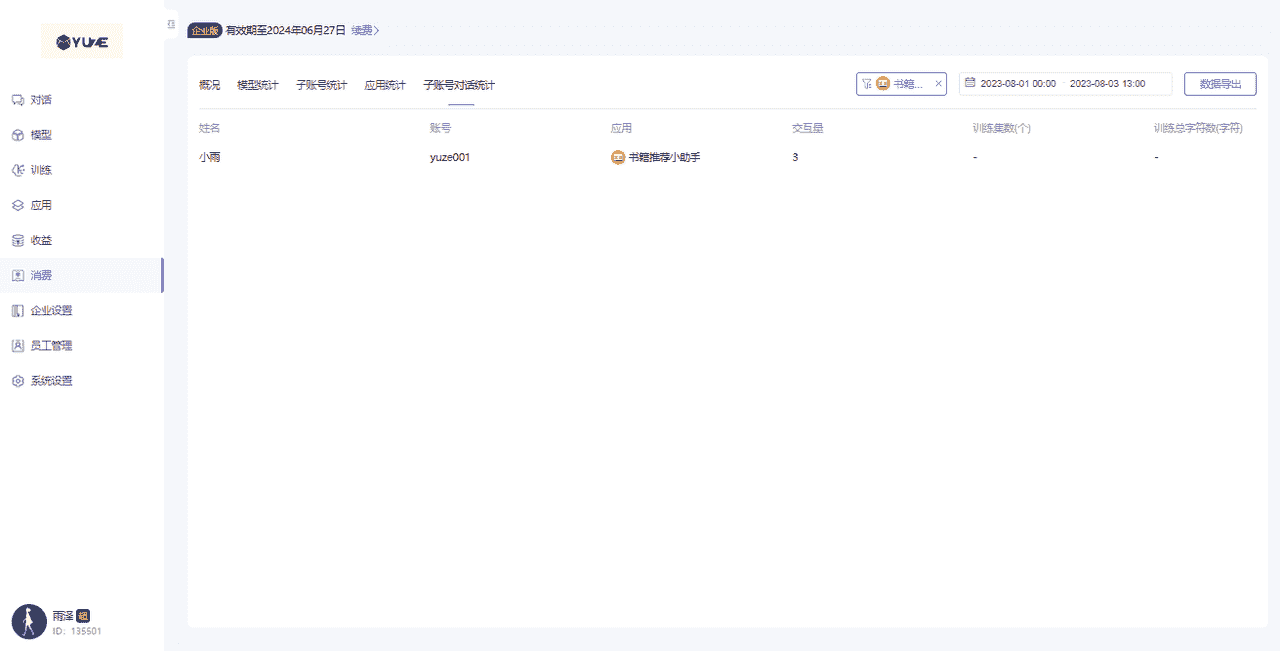 YUZE
对话
模型
训练
应用
收益
消费
企业设置
员工管理
系统设置
雨泽 超
ID: 135501
企业版 有效期至2024年06月27日 续费>
概况 模型统计 子账号统计 应用统计 子账号对话统计
书籍... × 2023-08-01 00:00 - 2023-08-03 13:00 数据导出
姓名 账号 应用 交互量 训练集数(个) 训练总字符数(字符)
小雨 yuze001 书籍推荐小助手 3 - -